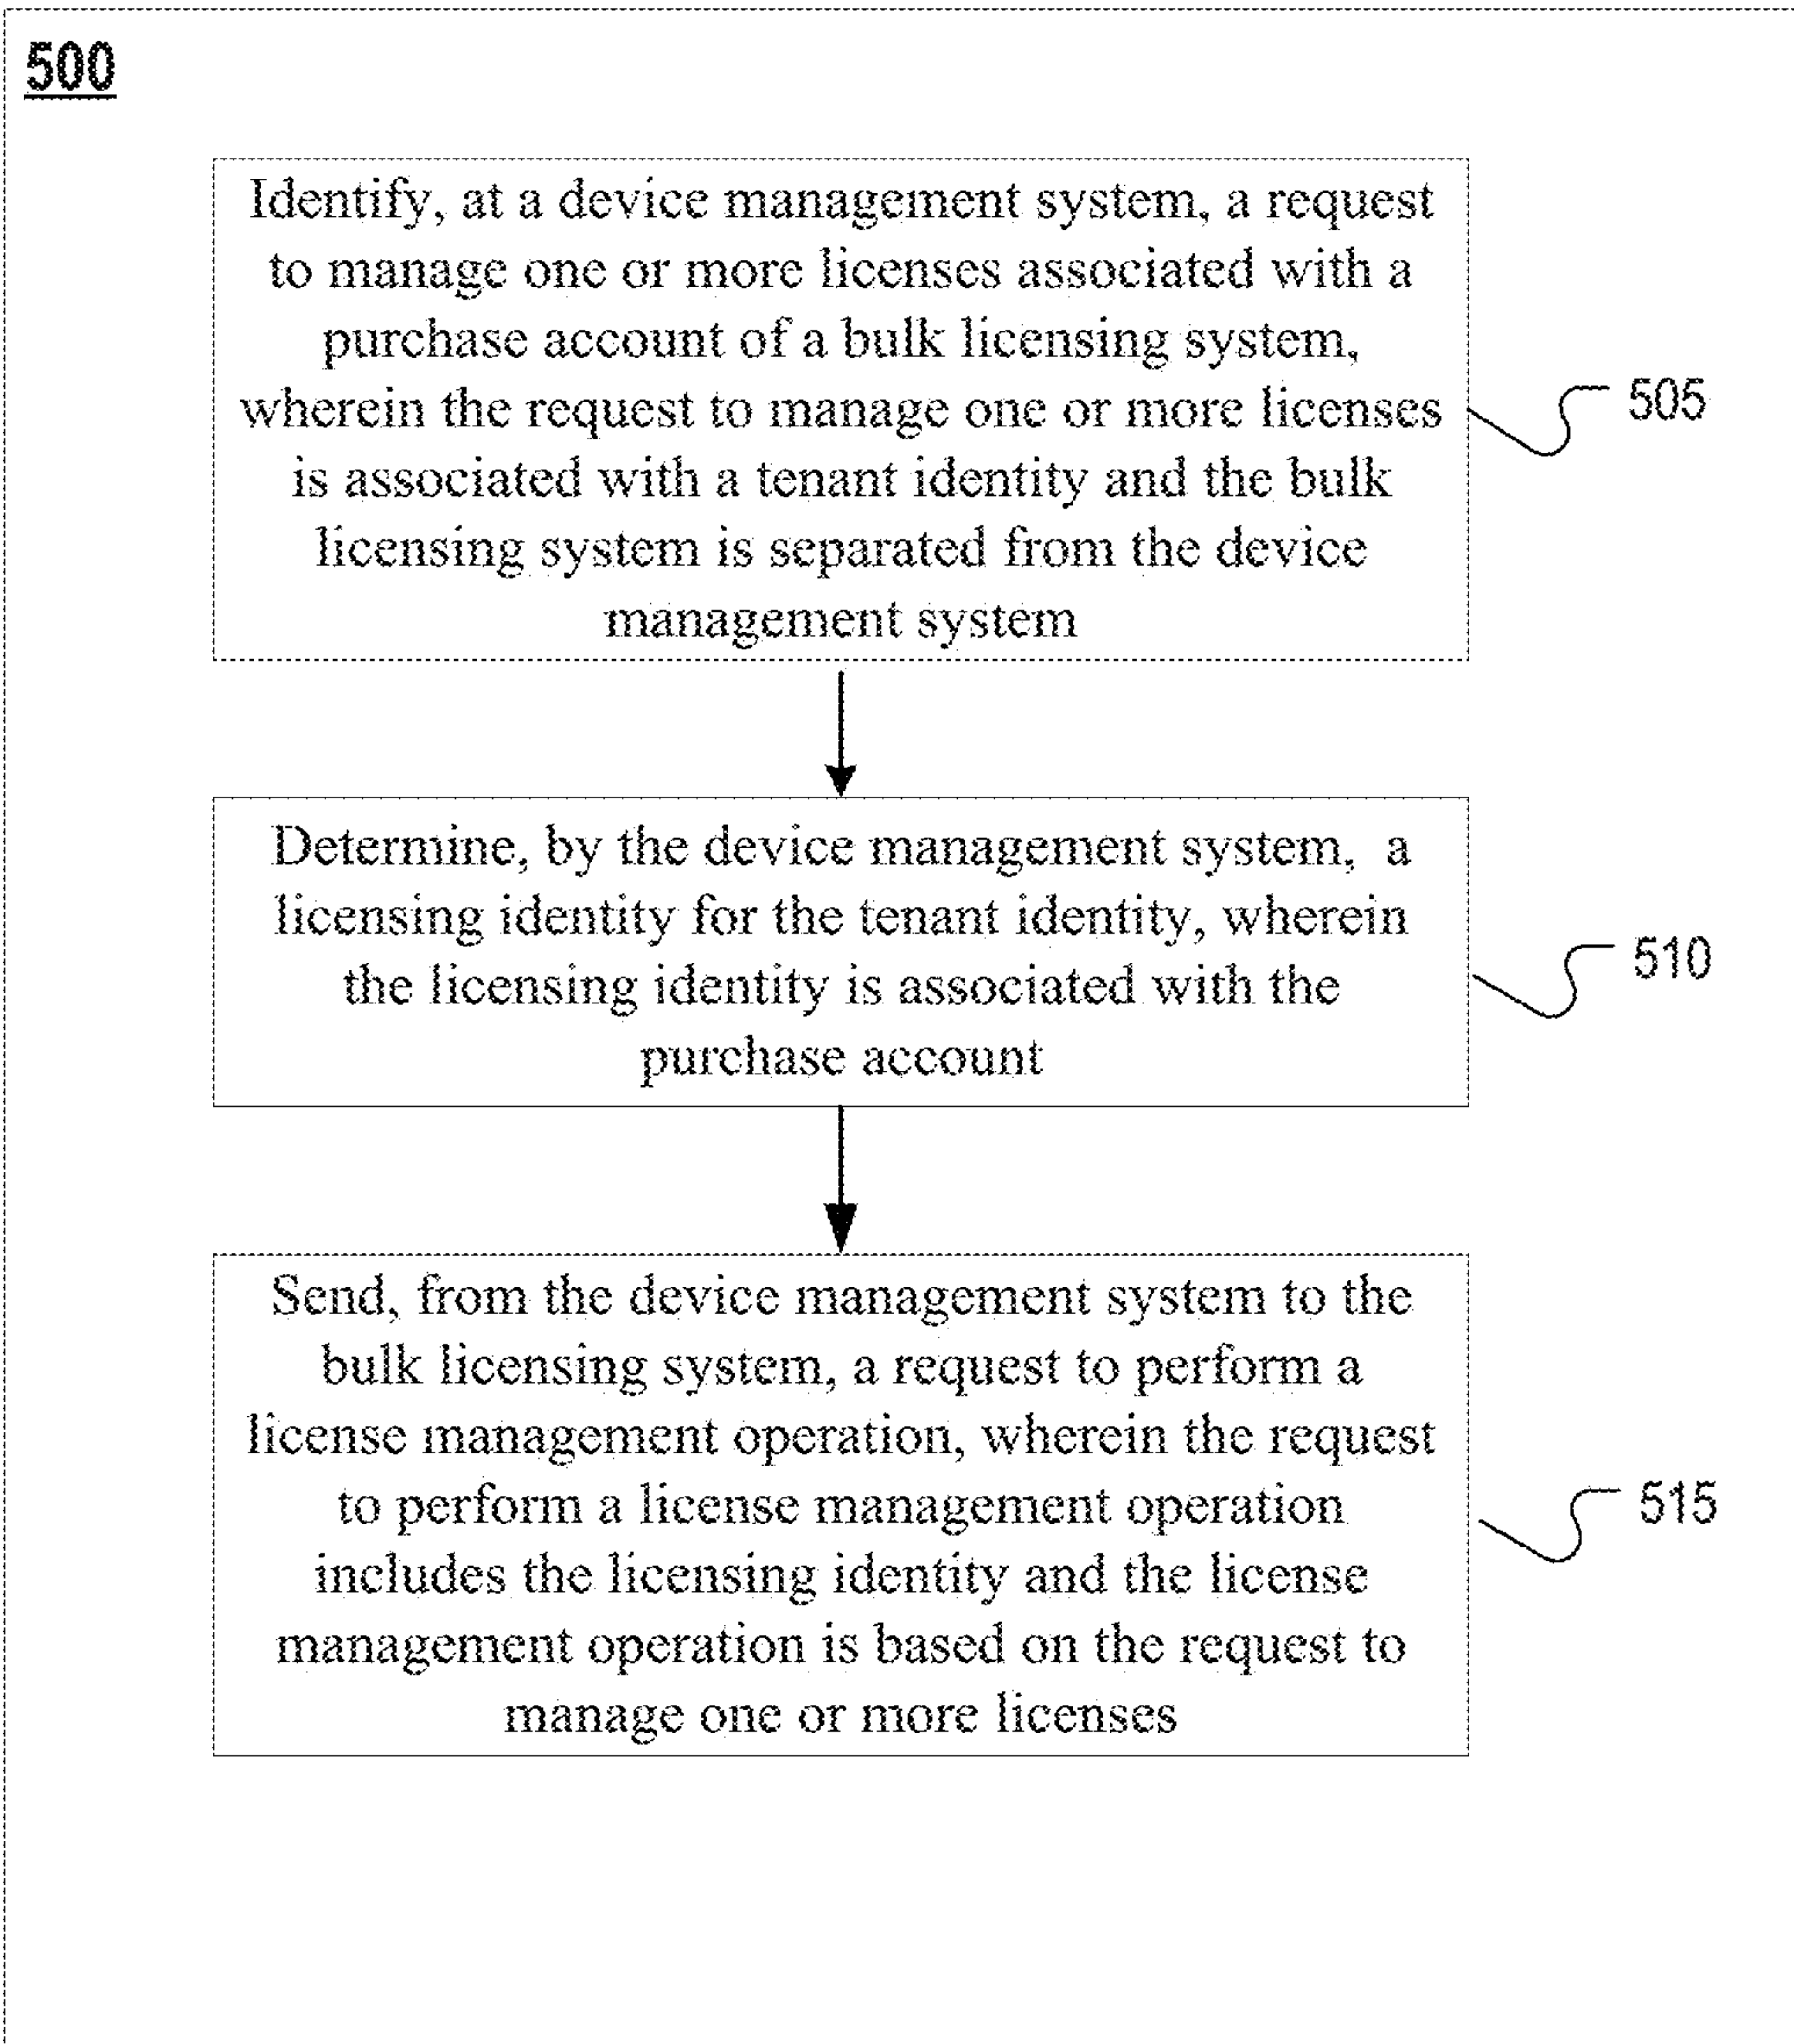 500
Identify, at a device management system, a request
to manage one or more licenses associated with a
purchase account of a bulk licensing system,
wherein the request to manage one or more licenses
is associated with a tenant identity and the bulk
licensing system is separated from the device
management system
505
Determine, by the device management system, a
licensing identity for the tenant identity, wherein
the licensing identity is associated with the
purchase account
510
Send, from the device management system to the
bulk licensing system, a request to perform a
license management operation, wherein the request
to perform a license management operation
includes the licensing identity and the license
management operation is based on the request to
manage one or more licenses
515